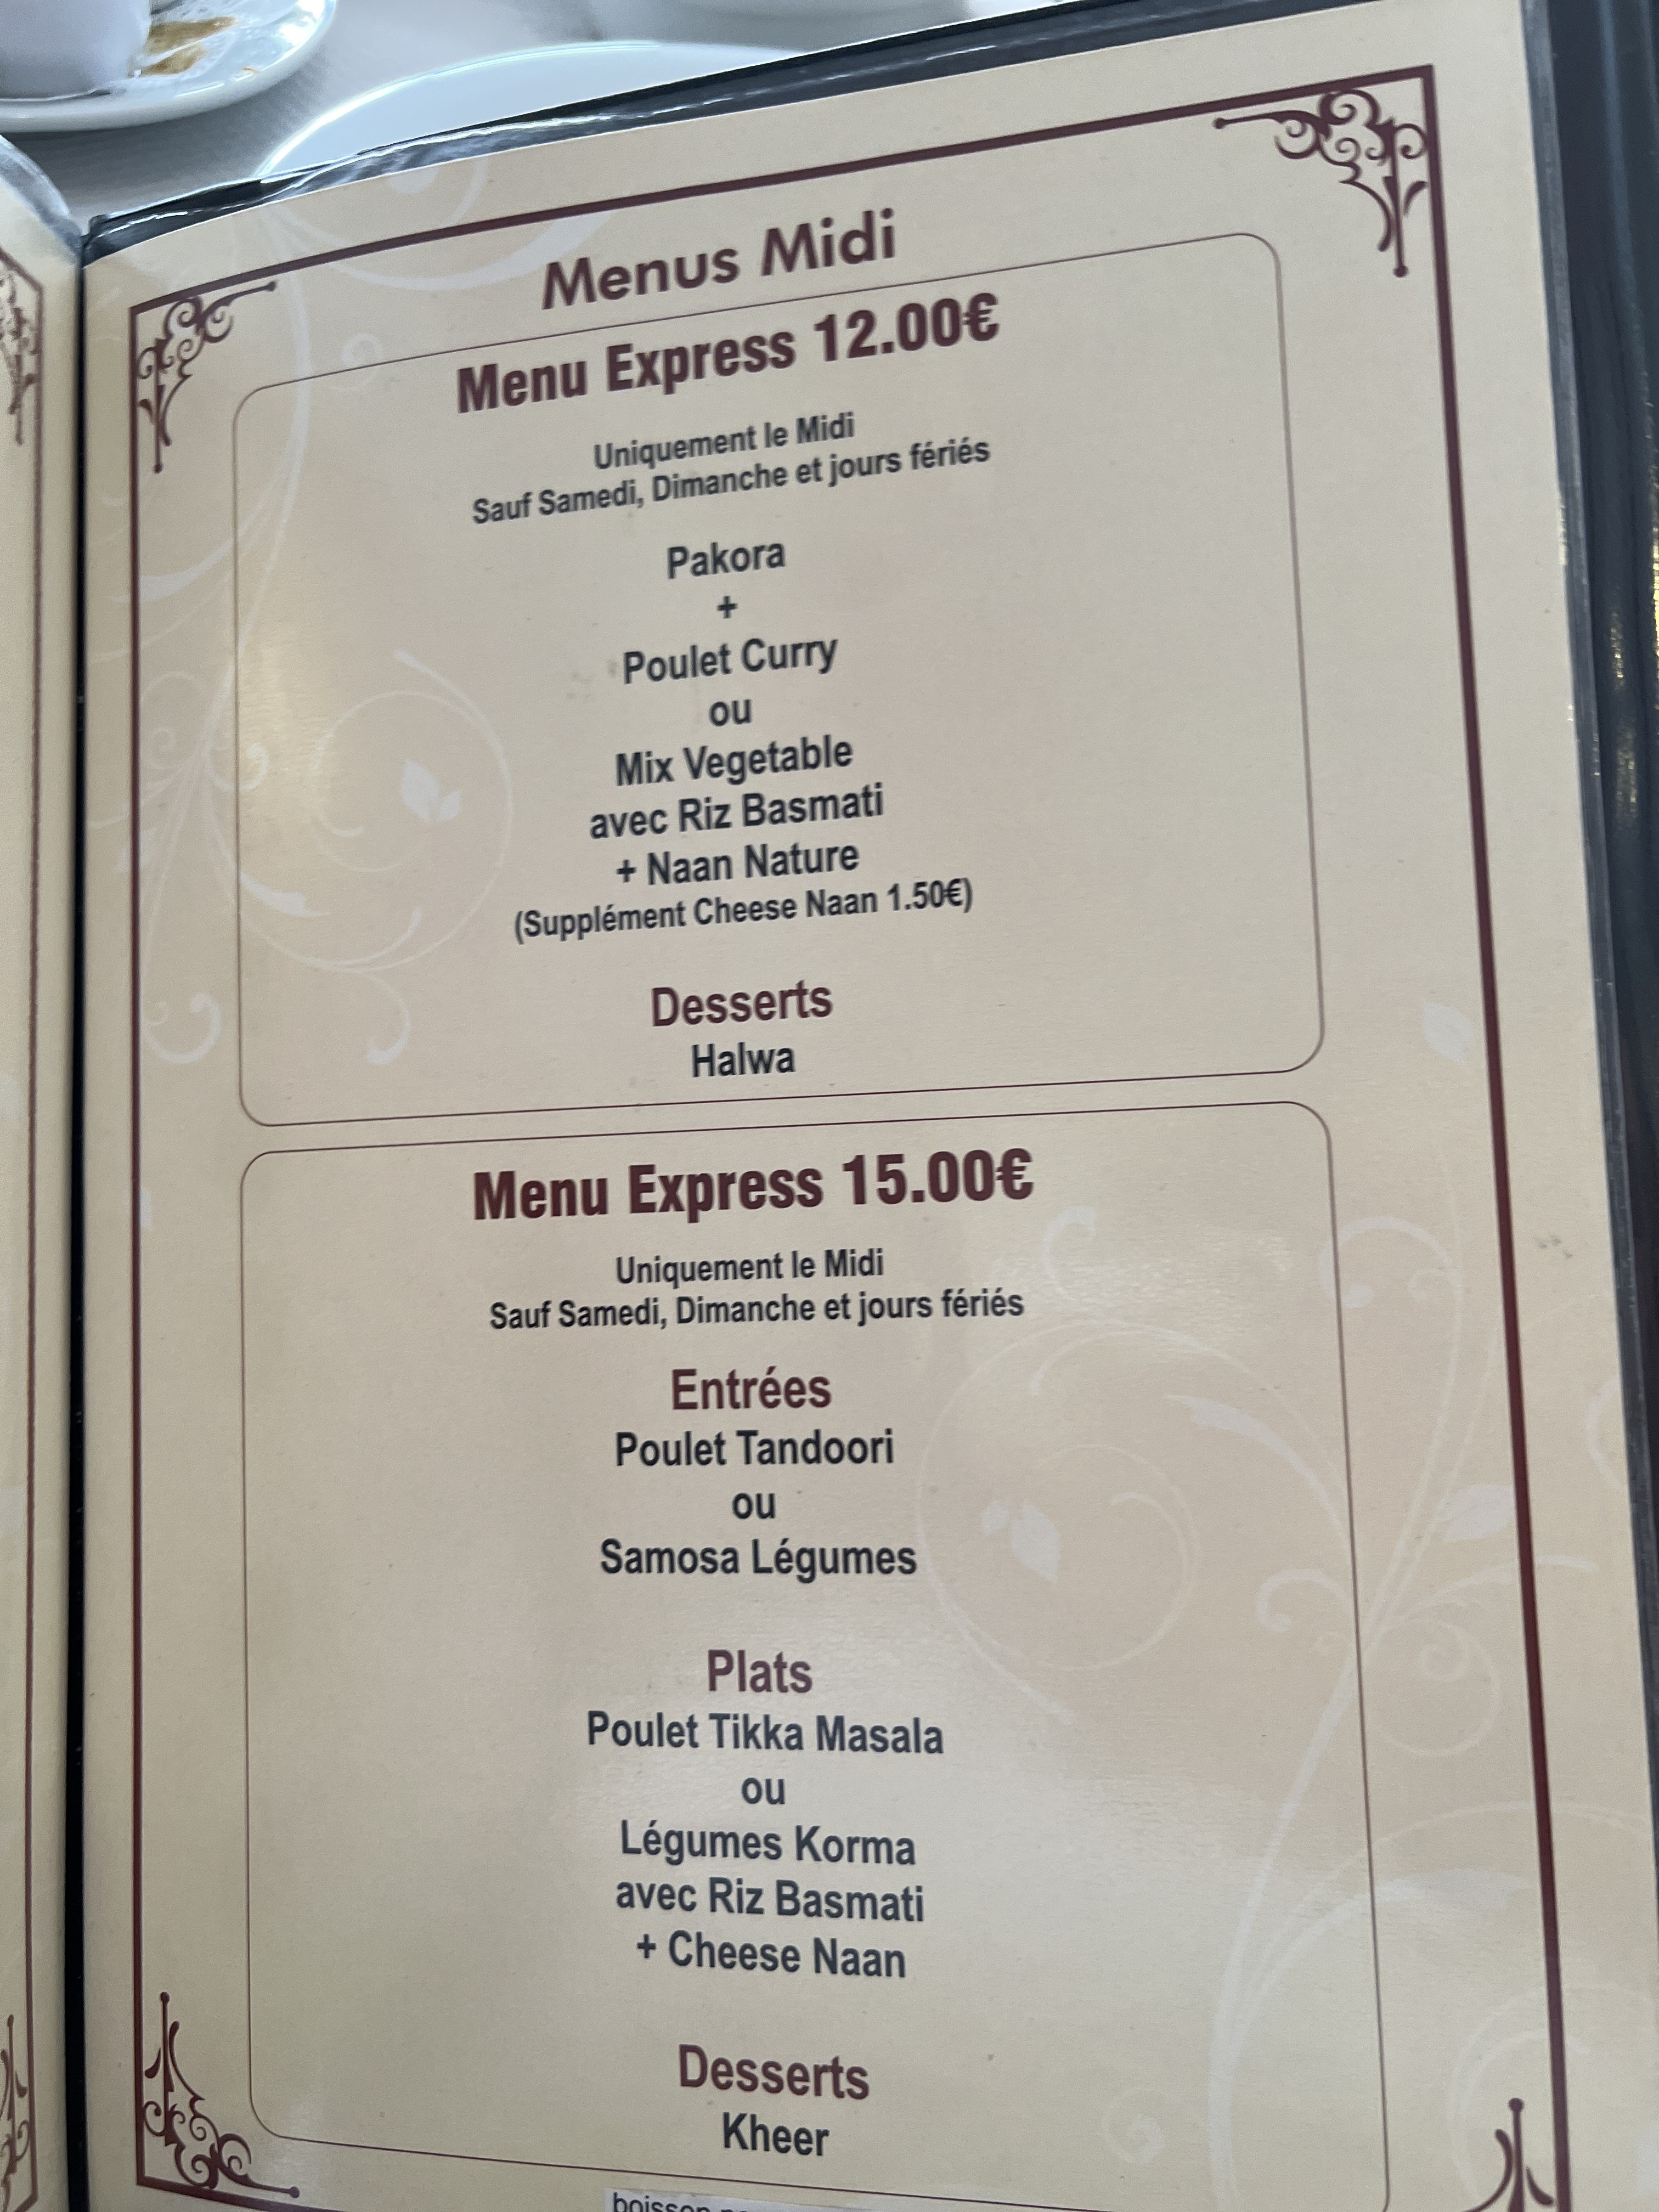 Menus Midi
Menu Express 12.00€
Uniquement le Midi
Sauf Samedi, Dimanche et jours fériés
Pakora
+
Poulet Curry
ou
Mix Vegetable
avec Riz Basmati
+ Naan Nature
(Supplément Cheese Naan 1.50€)
Desserts
Halwa
Menu Express 15.00€
Uniquement le Midi
Sauf Samedi, Dimanche et jours fériés
Entrées
Poulet Tandoori
ou
Samosa Légumes
Plats
Poulet Tikka Masala
ou
Légumes Korma
avec Riz Basmati
+ Cheese Naan
Desserts
Kheer
boisson